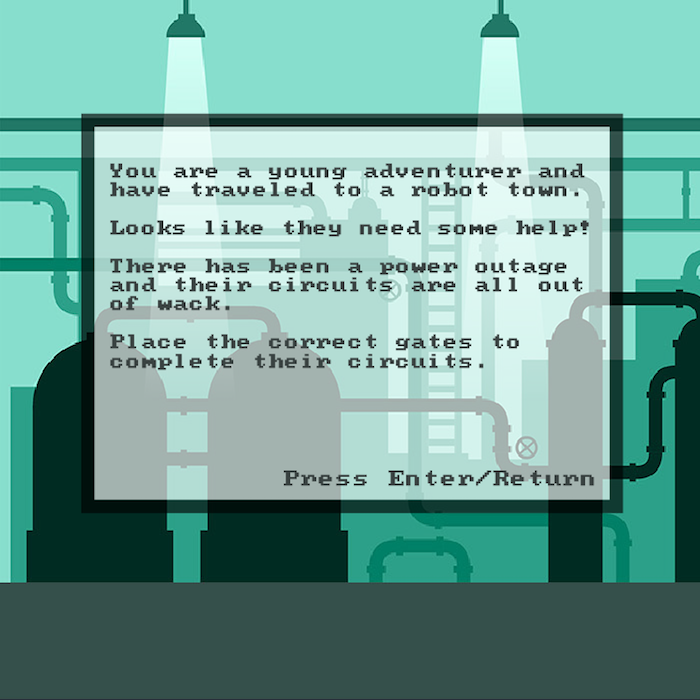 You are a young adventurer and
have traveled to a robot town.
Looks like they need some help!
There has been a power outage
and their circuits are all out
of wack.
Place the correct gates to
complete their circuits.
Press Enter/Return